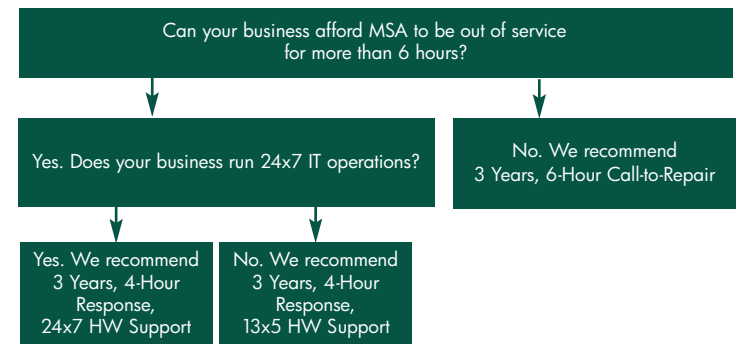 Can your business afford MSA to be out of service
for more than 6 hours?
Yes. Does your business run 24x7 IT operations?
No. We recommend
3 Years, 6-Hour Call-to-Repair
Yes. We recommend
3 Years, 4-Hour
Response,
24x7 HW Support
No. We recommend
3 Years, 4-Hour
Response,
13x5 HW Support